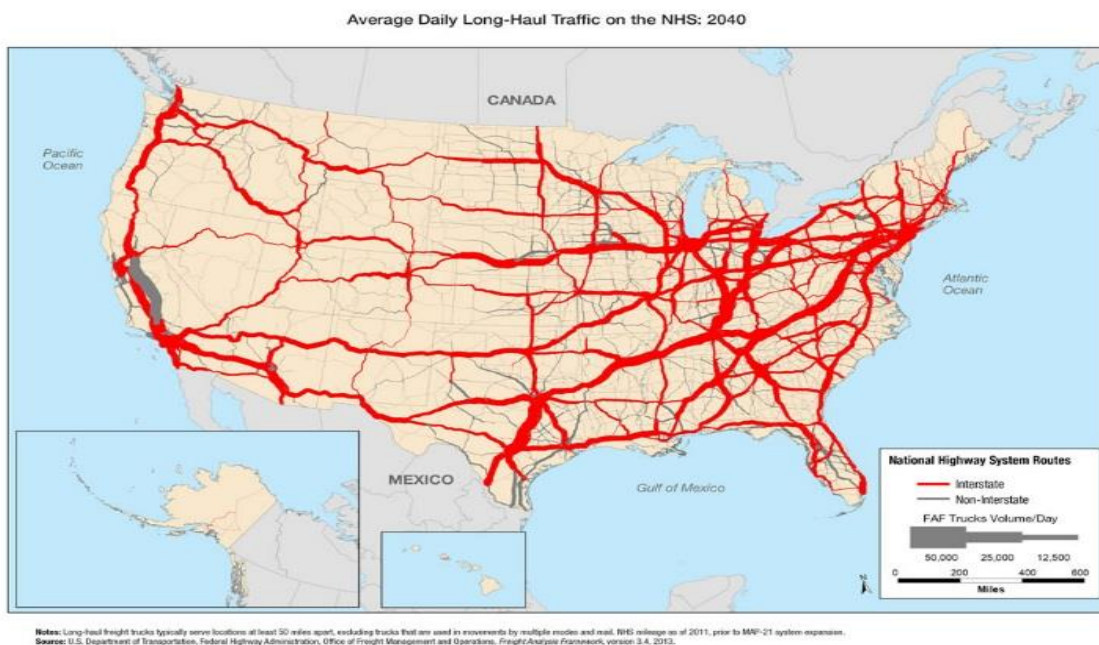 Average Daily Long-Haul Traffic on the NHS: 2040
CANADA
Pacific
Ocean
Atlantic
Ocean
MEXICO
Gulf of Mexico
National Highway System Routes
Interstate
Non-Interstate
FAF Trucks Volume/Day
50,000 25,000 12,500
0 200 400 600
Miles
N
Notes: Long-haul freight trucks typically serve locations at least 50 miles apart, excluding trucks that are used in movements by multiple modes and mail. NHS mileage as of 2011, prior to MAP-21 system expansion.
Source: U.S. Department of Transportation, Federal Highway Administration, Office of Freight Management and Operations, Freight Analysis Framework, version 3.4, 2013.